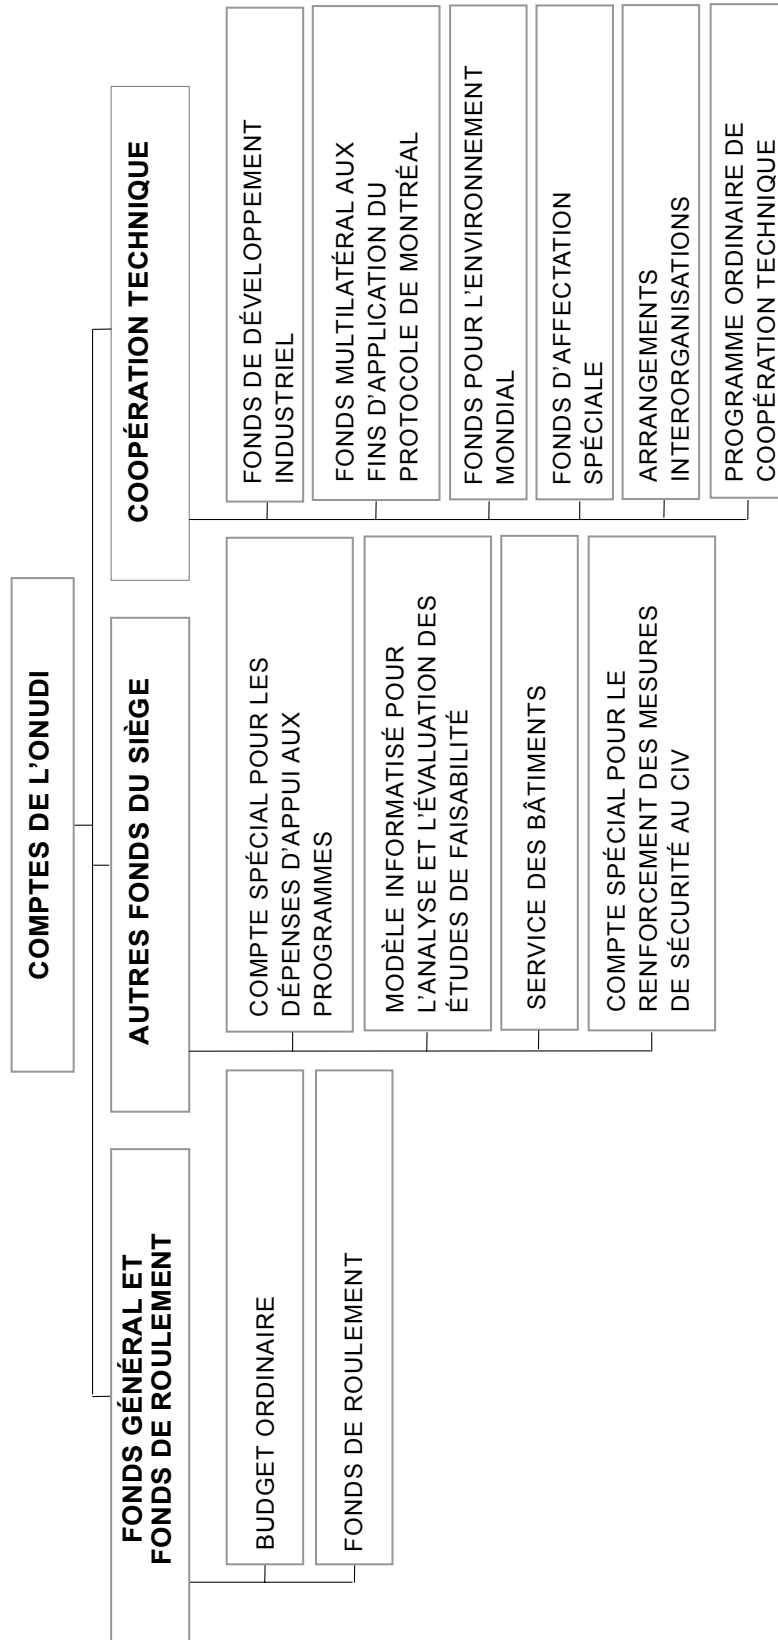 COMPTES DE L'ONUDI
FONDS GÉNÉRAL ET
FONDS DE ROULEMENT
BUDGET ORDINAIRE
FONDS DE ROULEMENT
AUTRES FONDS DU SIÈGE
COMPTE SPÉCIAL POUR LES
DÉPENSES D'APPUI AUX
PROGRAMMES
MODÈLE INFORMATISÉ POUR
L'ANALYSE ET L'ÉVALUATION DES
ÉTUDES DE FAISABILITÉ
SERVICE DES BÂTIMENTS
COMPTE SPÉCIAL POUR LE
RENFORCEMENT DES MESURES
DE SÉCURITÉ AU CIV
COOPÉRATION TECHNIQUE
FONDS DE DÉVELOPPEMENT
INDUSTRIEL
FONDS MULTILATÉRAL AUX
FINS D'APPLICATION DU
PROTOCOLE DE MONTRÉAL
FONDS POUR L'ENVIRONNEMENT
MONDIAL
FONDS D'AFFECTATION
SPÉCIALE
ARRANGEMENTS
INTERORGANISATIONS
PROGRAMME ORDINAIRE DE
COOPÉRATION TECHNIQUE